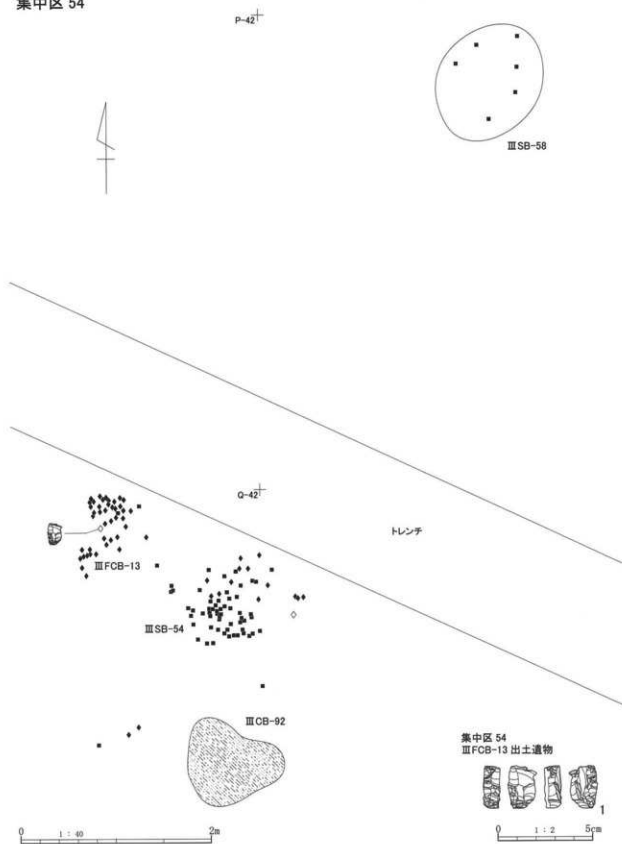 集中区 54
P-42
ⅢSB-58
Q-42
トレンチ
ⅢFCB-13
ⅢSB-54
ⅢCB-92
集中区 54
ⅢFCB-13 出土遺物
1
0 1:40 2m
0 1:2 5cm